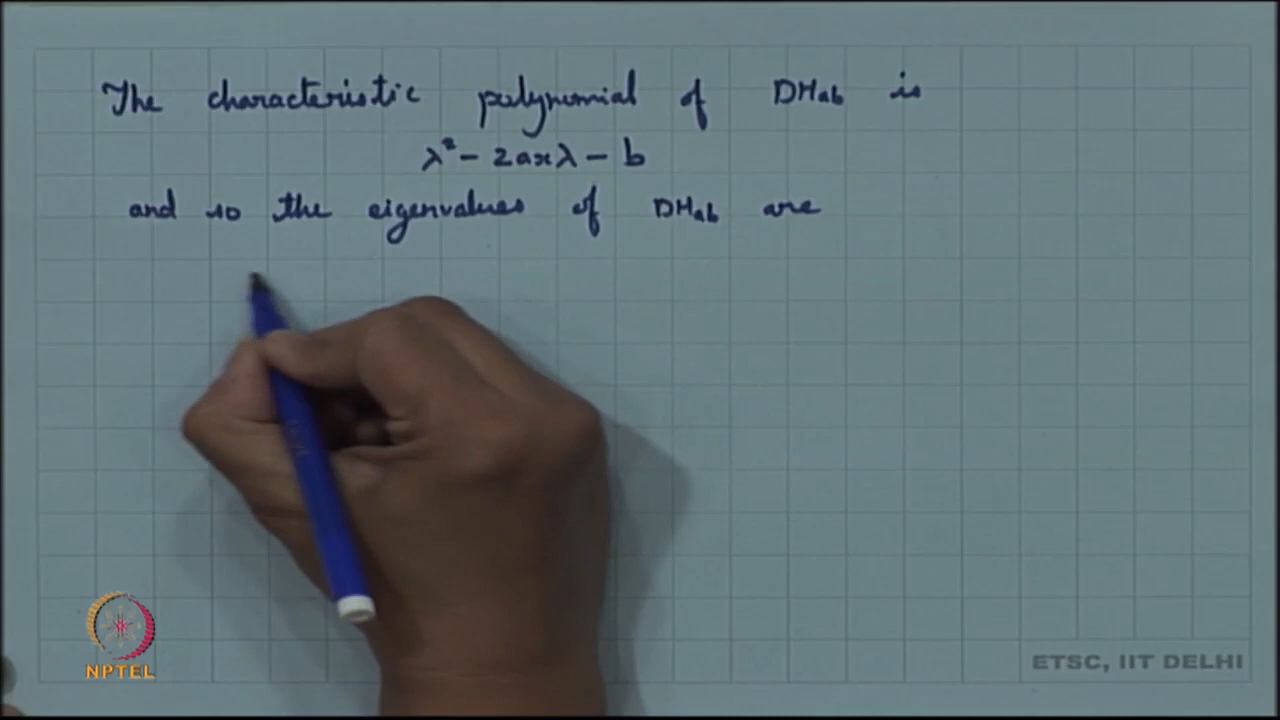 The characteristic polynomial of DHab is
λ² - 2axλ - b
and so the eigenvalues of DHab are
NPTEL
ETSC, IIT DELHI